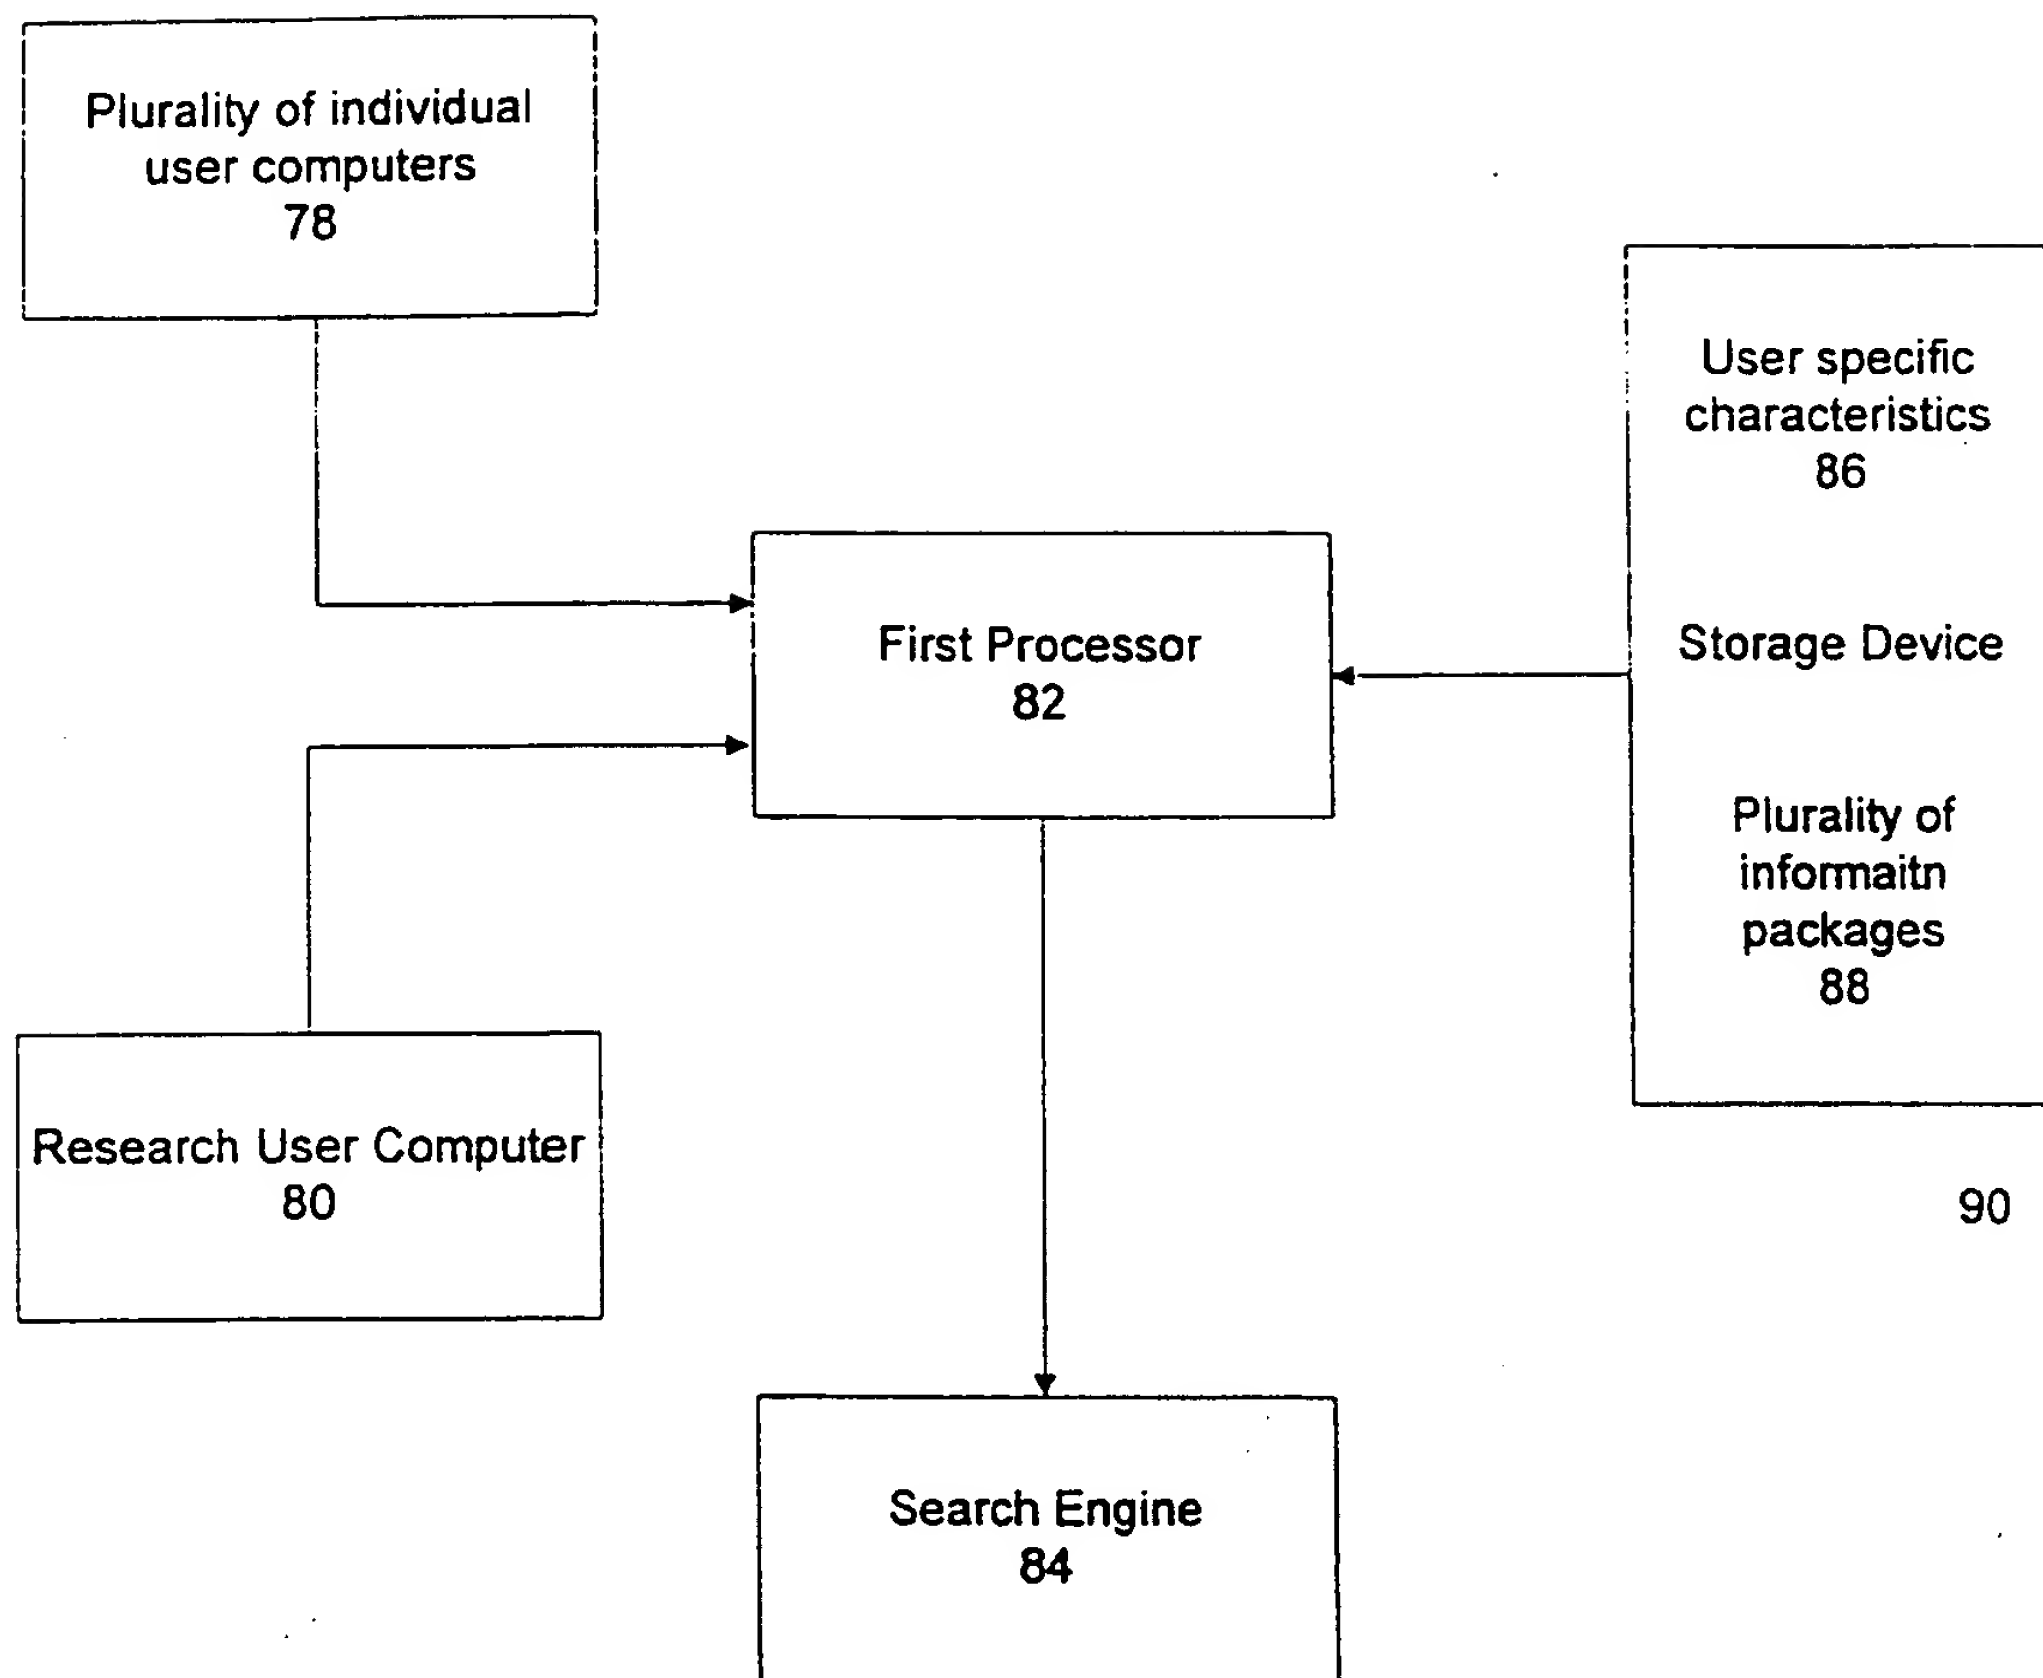 Plurality of individual
user computers
78
User specific
characteristics
86
First Processor
82
Storage Device
Plurality of
informaitn
packages
88
Research User Computer
80
90
Search Engine
84